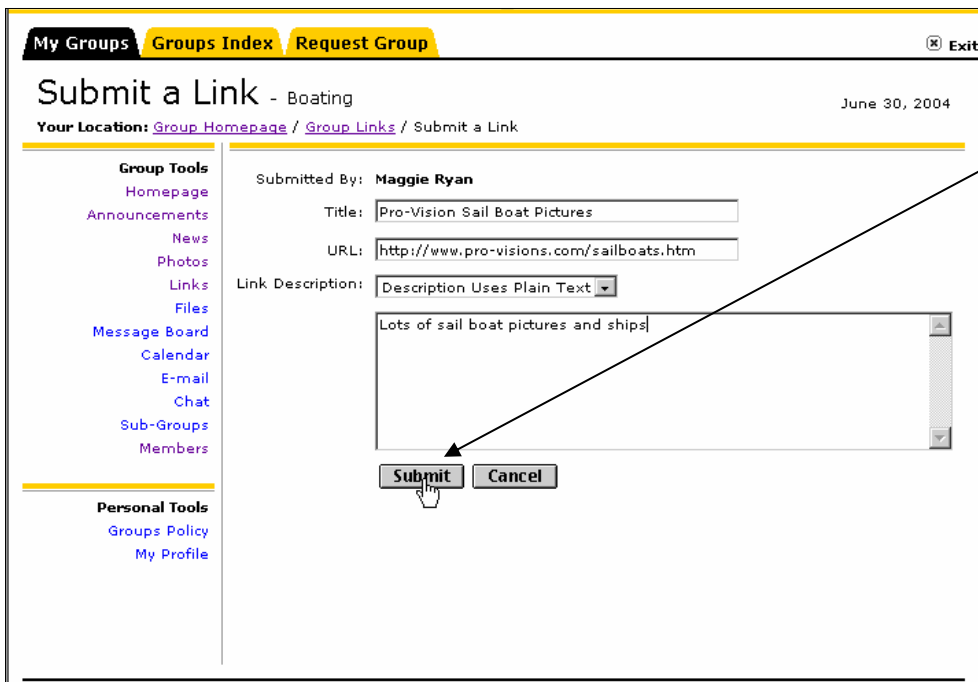 My Groups Groups Index Request Group Exit
Submit a Link - Boating June 30, 2004
Your Location: Group Homepage / Group Links / Submit a Link
Group Tools
Homepage
Announcements
News
Photos
Links
Files
Message Board
Calendar
E-mail
Chat
Sub-Groups
Members
Personal Tools
Groups Policy
My Profile
Submitted By: Maggie Ryan
Title: Pro-Vision Sail Boat Pictures
URL: http://www.pro-visions.com/sailboats.htm
Link Description: Description Uses Plain Text
Lots of sail boat pictures and ships
Submit Cancel